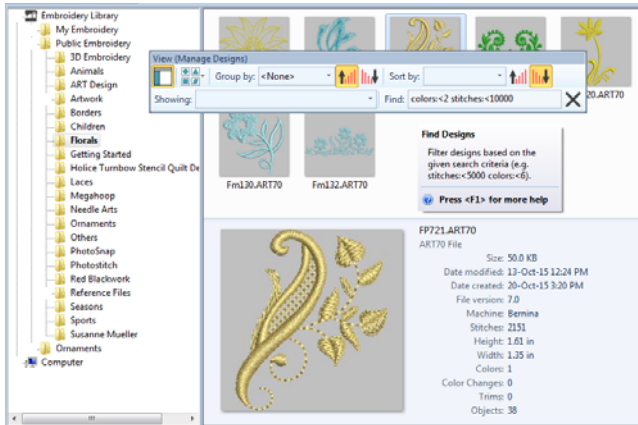 Embroidery Library
My Embroidery
Public Embroidery
3D Embroidery
Animals
ART Design
Artwork
Borders
Children
Florals
Getting Started
Holice Turnbow Stencil Quilt De
Laces
Megahoop
Needle Arts
Ornaments
Others
PhotoSnap
Photostitch
Red Blackwork
Reference Files
Seasons
Sports
Susanne Mueller
Ornaments
Computer
View (Manage Designs)
Group by: <None>
Sort by:
Showing:
Find: colors:<2 stitches:<10000
20.ART70
Fm130.ART70
Fm132.ART70
Find Designs
Filter designs based on the
given search criteria (e.g.
stitches:<5000 colors:<6).
Press <F1> for more help
FP721.ART70
ART70 File
Size: 50.0 KB
Date modified: 13-Oct-15 12:24 PM
Date created: 20-Oct-15 3:20 PM
File version: 7.0
Machine: Bernina
Stitches: 2151
Height: 1.61 in
Width: 1.35 in
Colors: 1
Color Changes: 0
Trims: 0
Objects: 38